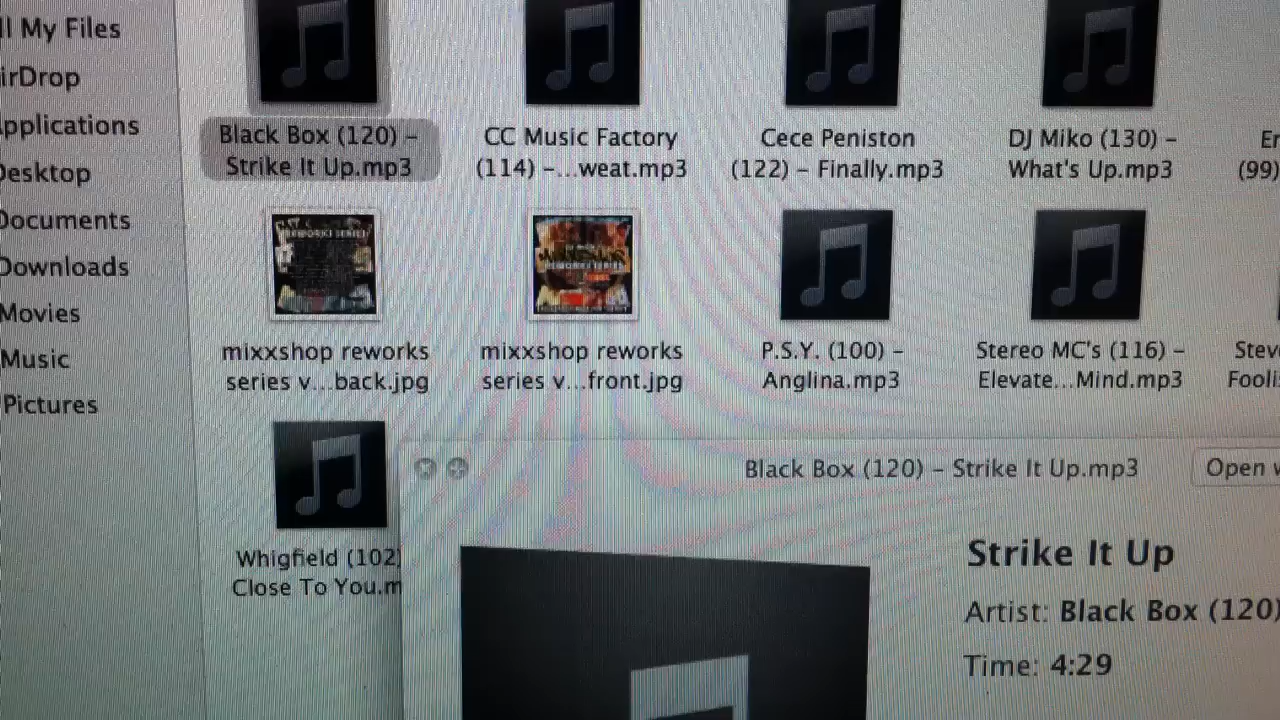 ll My Files
irDrop
pplications
Desktop
Documents
Downloads
Movies
Music
Pictures
Black Box (120) –
Strike It Up.mp3
CC Music Factory
(114) –...weat.mp3
Cece Peniston
(122) – Finally.mp3
DJ Miko (130) –
What's Up.mp3
Er
(99)
mixxshop reworks
series v...back.jpg
mixxshop reworks
series v...front.jpg
P.S.Y. (100) –
Anglina.mp3
Stereo MC's (116) –
Elevate...Mind.mp3
Stev
Fooli
Whigfield (102)
Close To You.m
Black Box (120) – Strike It Up.mp3
Open w
Strike It Up
Artist: Black Box (120)
Time: 4:29